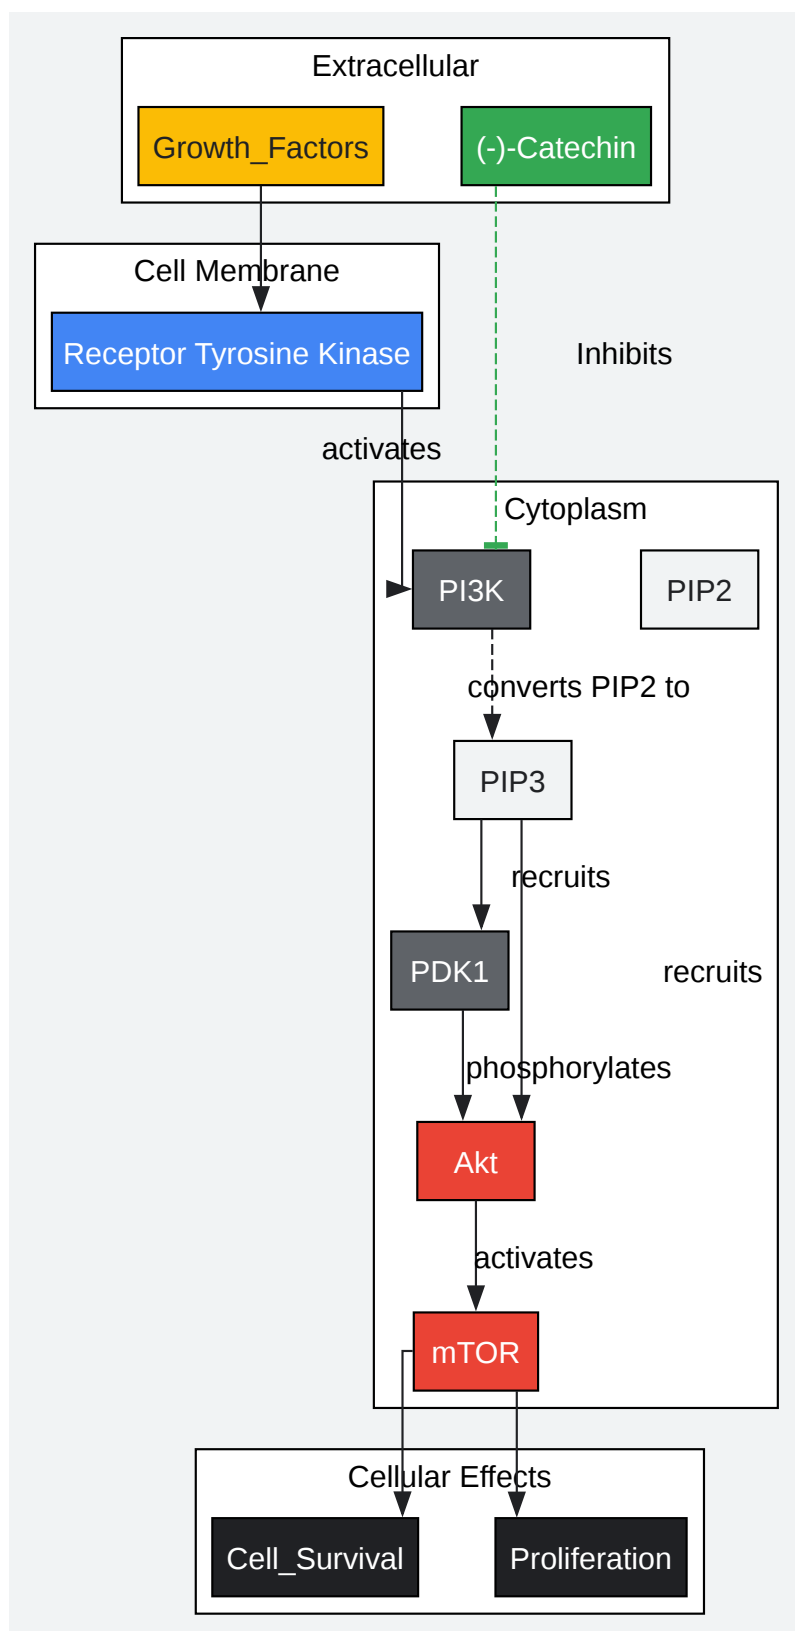 Extracellular
Growth_Factors
(-)-Catechin
Cell Membrane
Receptor Tyrosine Kinase
Inhibits
activates
Cytoplasm
PI3K
PIP2
converts PIP2 to
PIP3
recruits
PDK1
recruits
phosphorylates
Akt
activates
mTOR
Cellular Effects
Cell_Survival
Proliferation